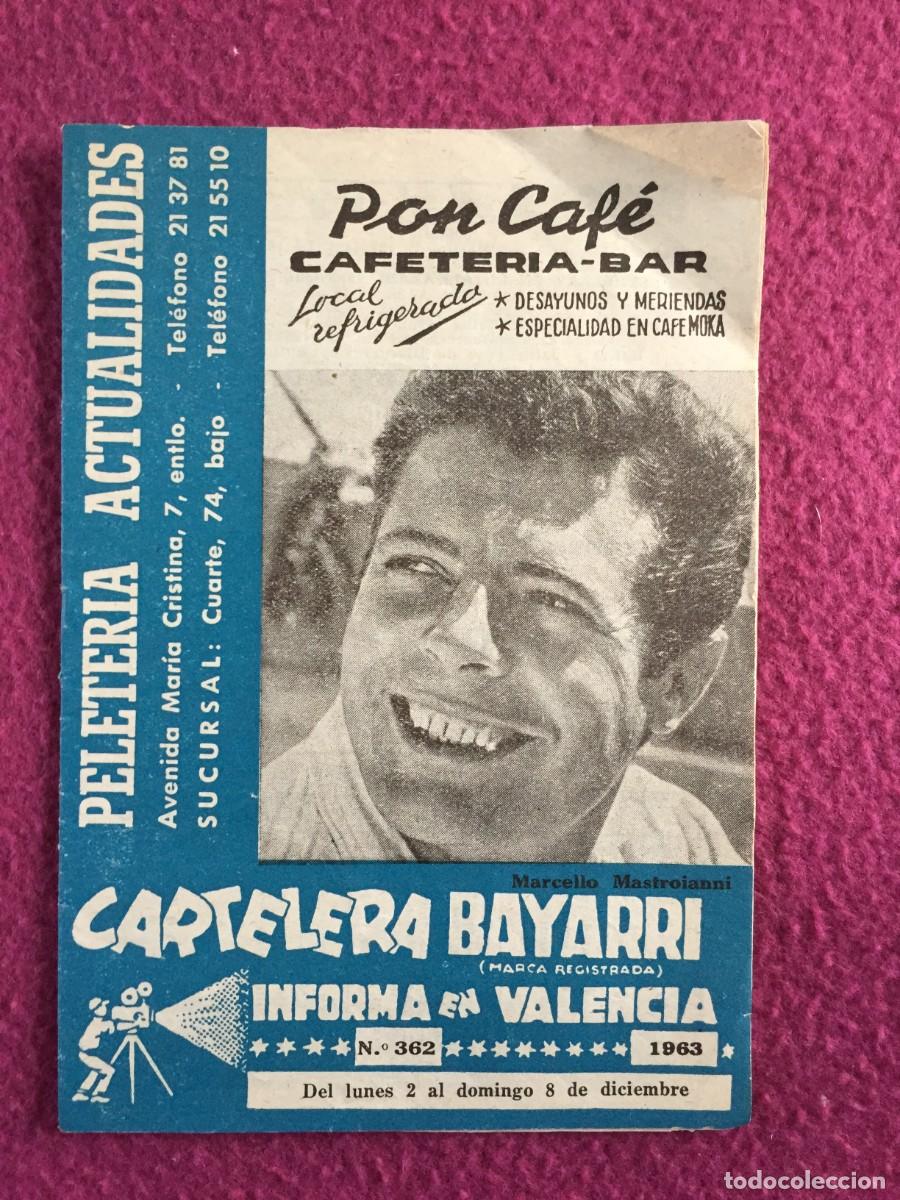 PELETERIA ACTUALIDADES
Avenida María Cristina, 7, entlo. - Teléfono 21 37 81
SUCURSAL: Cuarte, 74, bajo - Teléfono 21 55 10
Pon Café
CAFETERIA-BAR
Local refrigerado
* DESAYUNOS Y MERIENDAS
* ESPECIALIDAD EN CAFE MOKA
Marcello Mastroianni
CARTELERA BAYARRI
(MARCA REGISTRADA)
INFORMA EN VALENCIA
N.º 362 1963
Del lunes 2 al domingo 8 de diciembre
todocoleccion